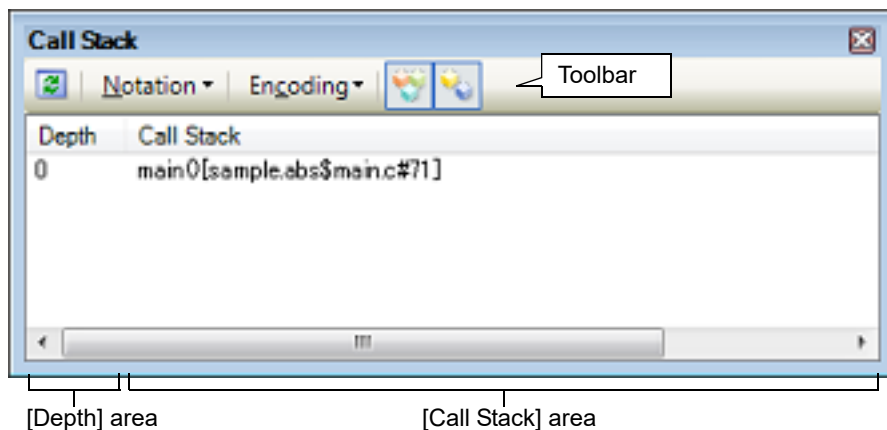 Call Stack
Notation Encoding Toolbar
Depth Call Stack
0 main()[sample.abs$main.c#71]
[Depth] area [Call Stack] area